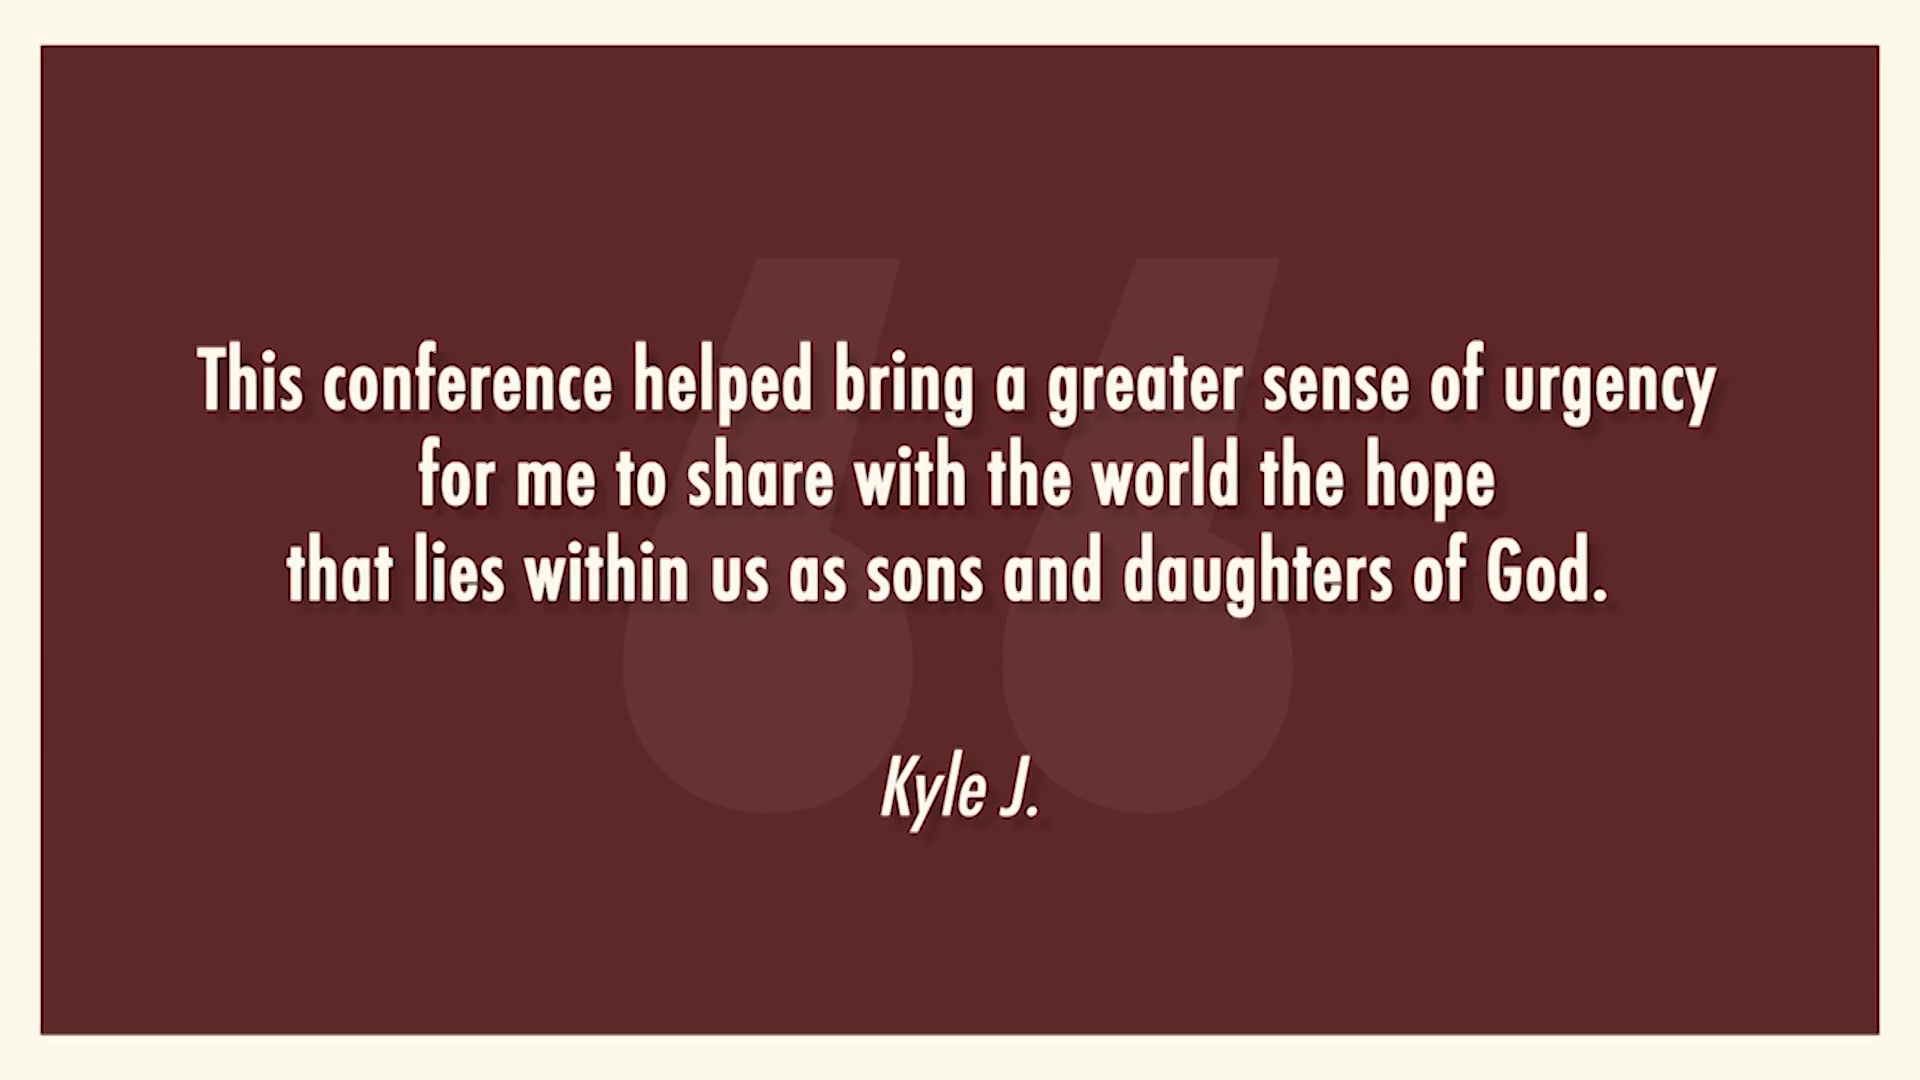 This conference helped bring a greater sense of urgency
for me to share with the world the hope
that lies within us as sons and daughters of God.
Kyle J.